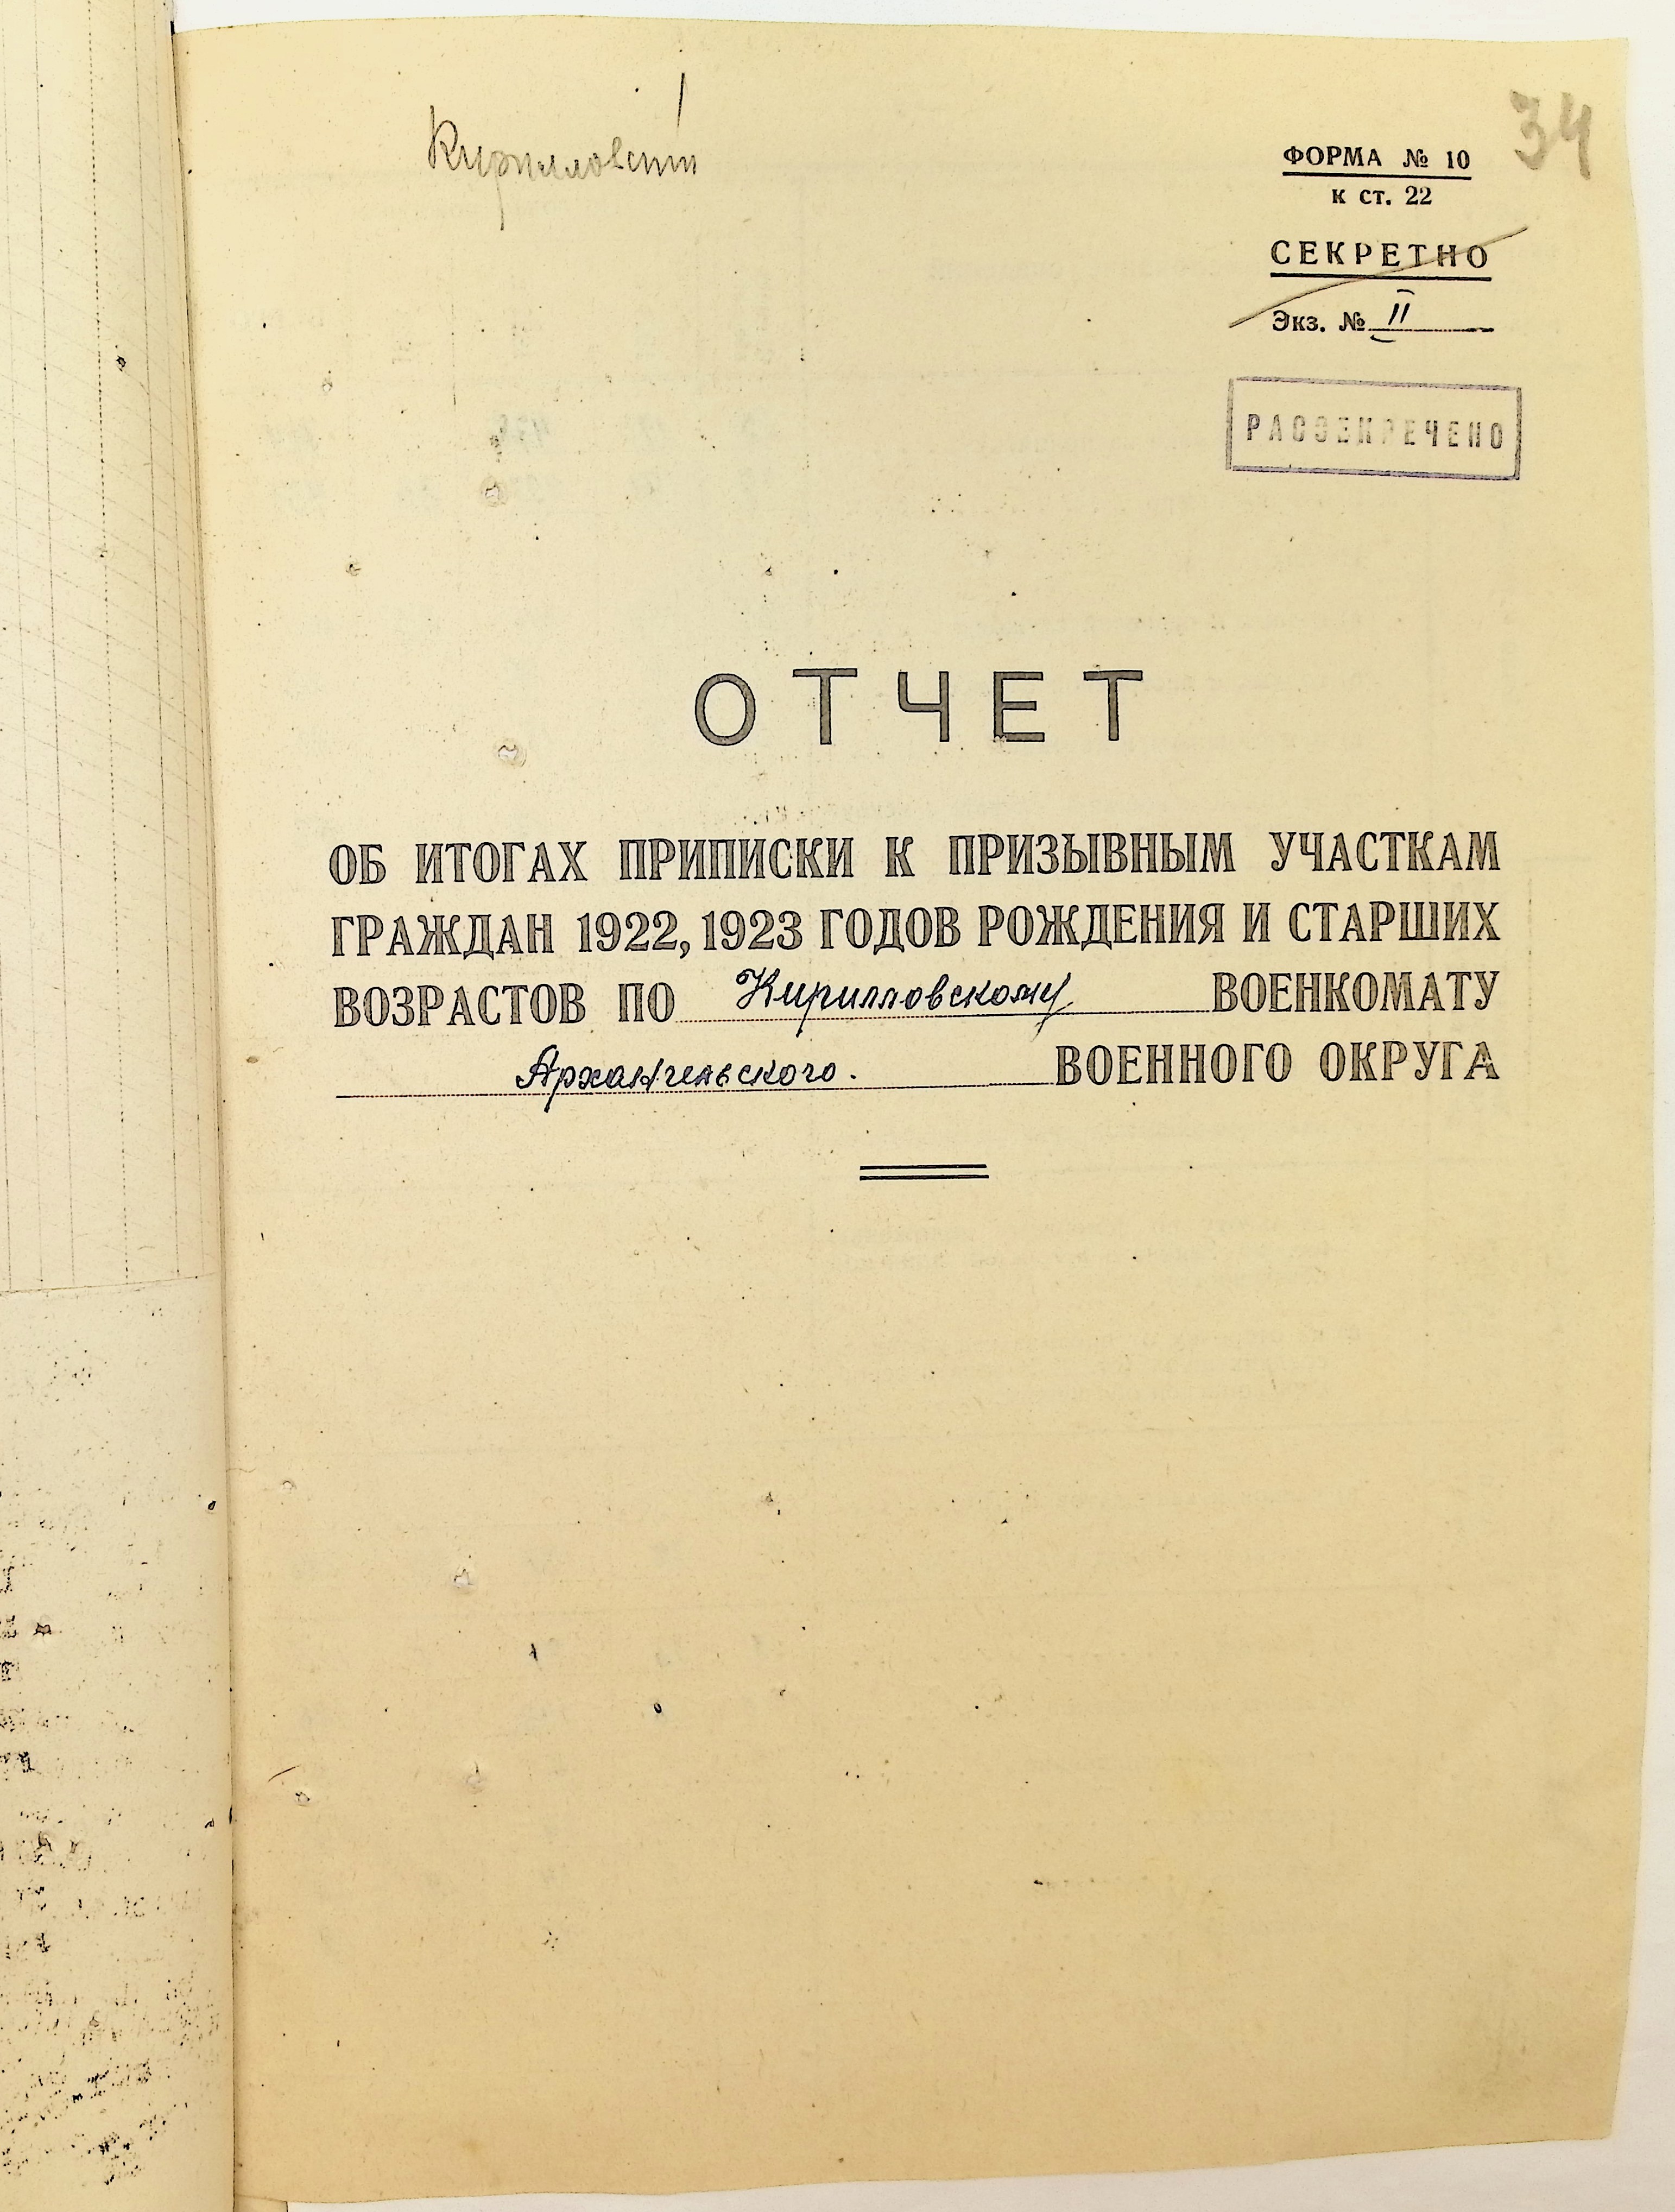 Кирилловский
34
ФОРМА № 10
к ст. 22
СЕКРЕТНО
Экз. № II
РАССЕКРЕЧЕНО
ОТЧЕТ
ОБ ИТОГАХ ПРИПИСКИ К ПРИЗЫВНЫМ УЧАСТКАМ
ГРАЖДАН 1922, 1923 ГОДОВ РОЖДЕНИЯ И СТАРШИХ
ВОЗРАСТОВ ПО Кирилловскому ВОЕНКОМАТУ
Архангельского. ВОЕННОГО ОКРУГА